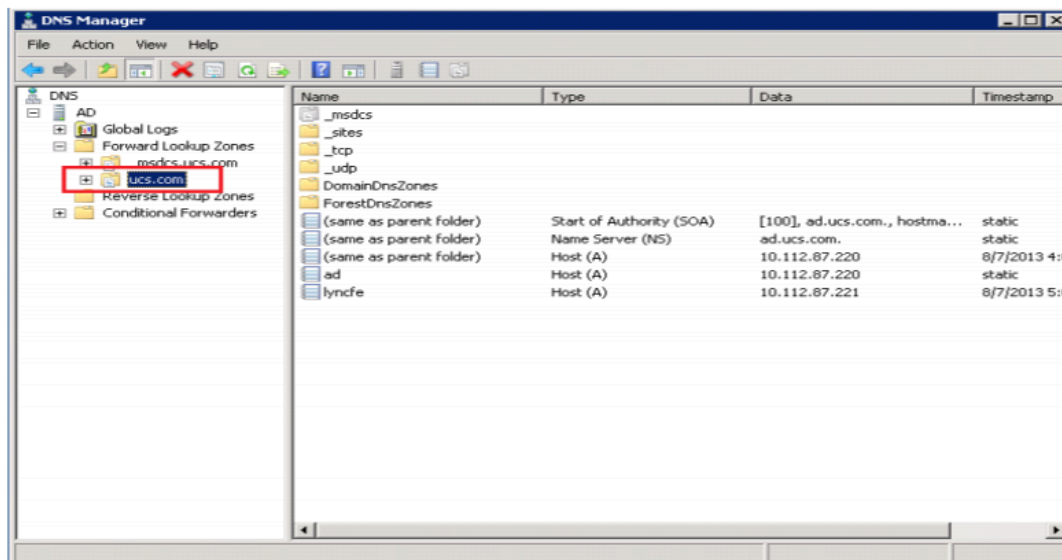 DNS Manager
File Action View Help
DNS
AD
Global Logs
Forward Lookup Zones
_msdcs.ucs.com
ucs.com
Reverse Lookup Zones
Conditional Forwarders
Name Type Data Timestamp
_msdcs
_sites
_tcp
_udp
DomainDnsZones
ForestDnsZones
(same as parent folder) Start of Authority (SOA) [100], ad.ucs.com., hostma... static
(same as parent folder) Name Server (NS) ad.ucs.com. static
(same as parent folder) Host (A) 10.112.87.220 8/7/2013 4:
ad Host (A) 10.112.87.220 static
lyncfe Host (A) 10.112.87.221 8/7/2013 5: